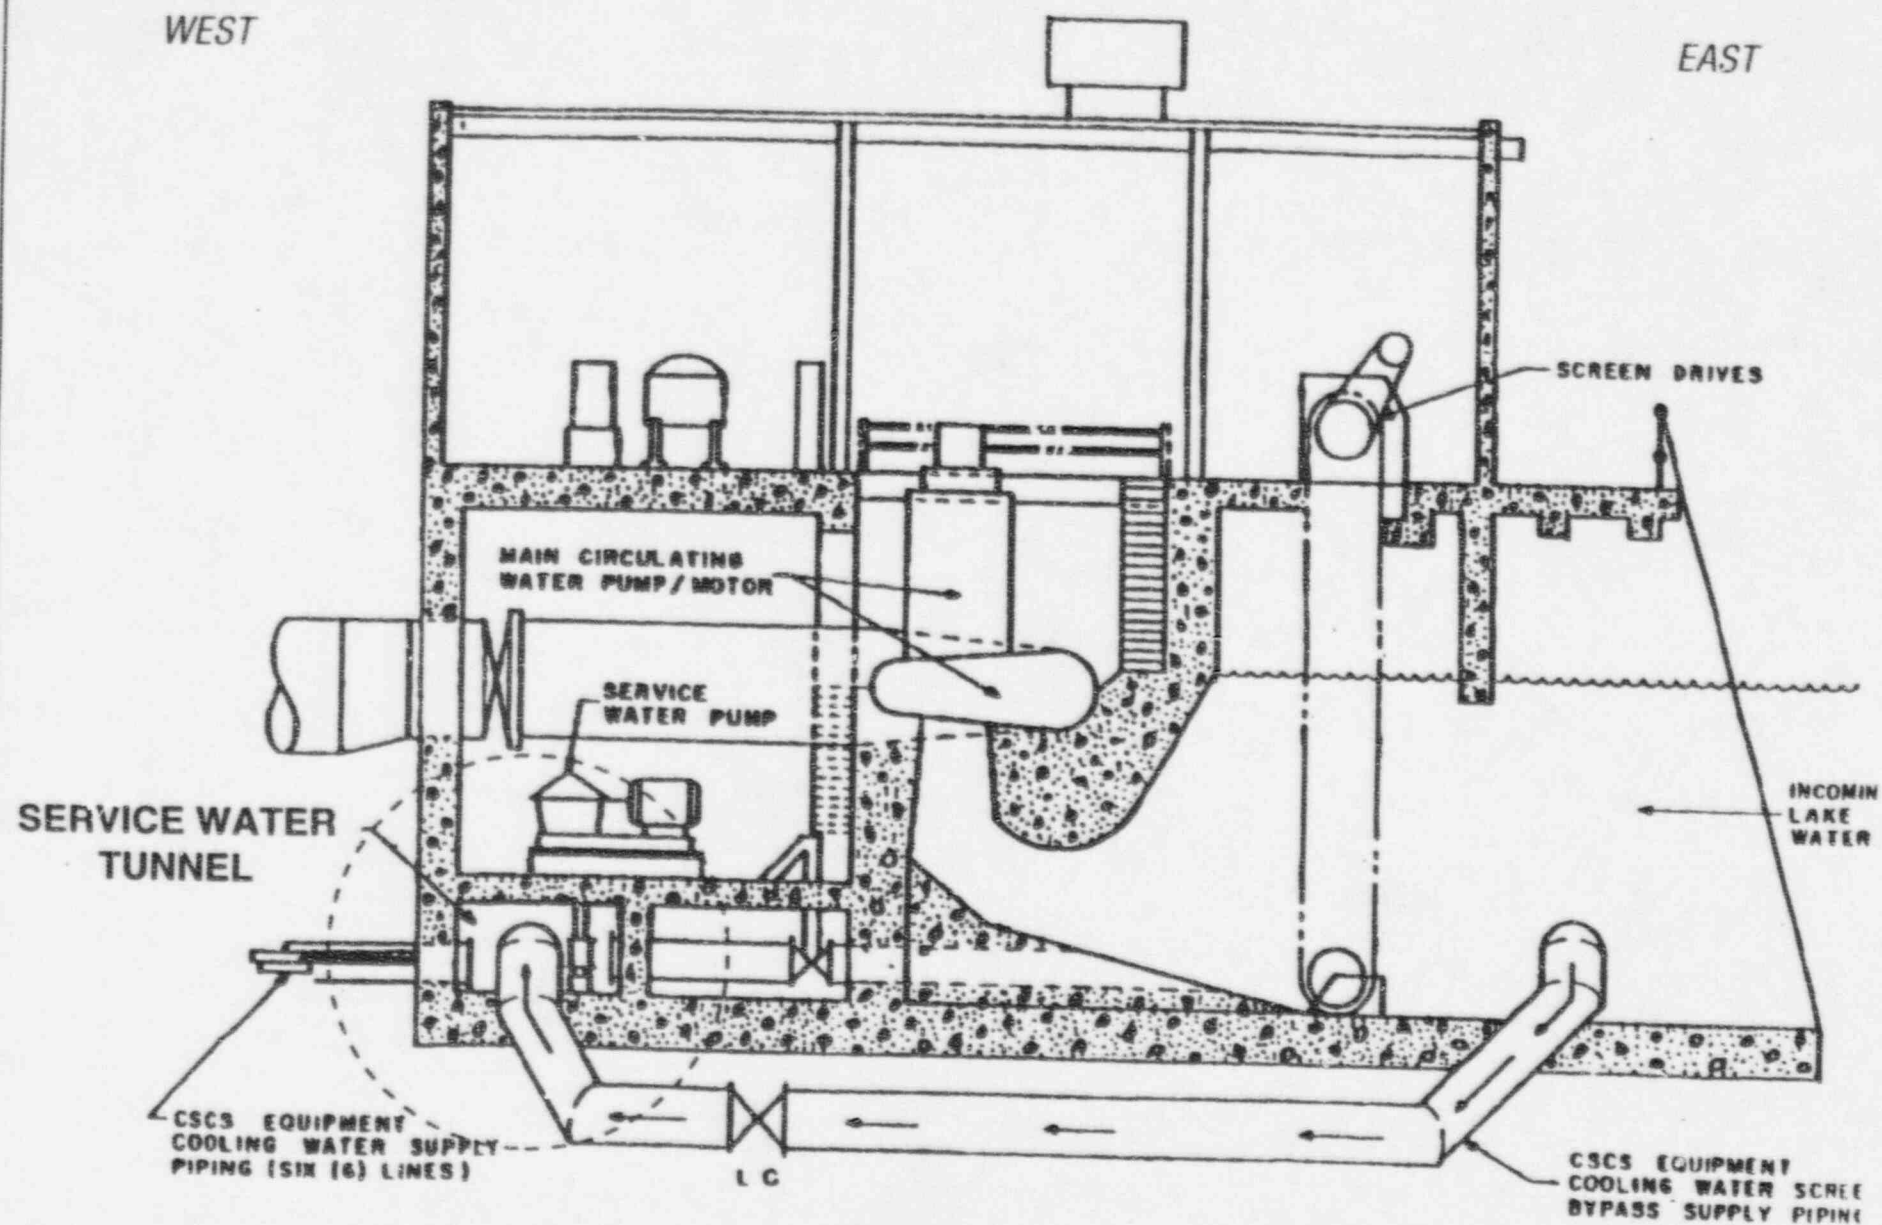 WEST
EAST
SCREEN DRIVES
MAIN CIRCULATING
WATER PUMP/MOTOR
SERVICE
WATER PUMP
SERVICE WATER
TUNNEL
INCOMIN
LAKE
WATER
CSCS EQUIPMENT
COOLING WATER SUPPLY
PIPING (SIX (6) LINES)
L C
CSCS EQUIPMENT
COOLING WATER SCREE
BYPASS SUPPLY PIPIN